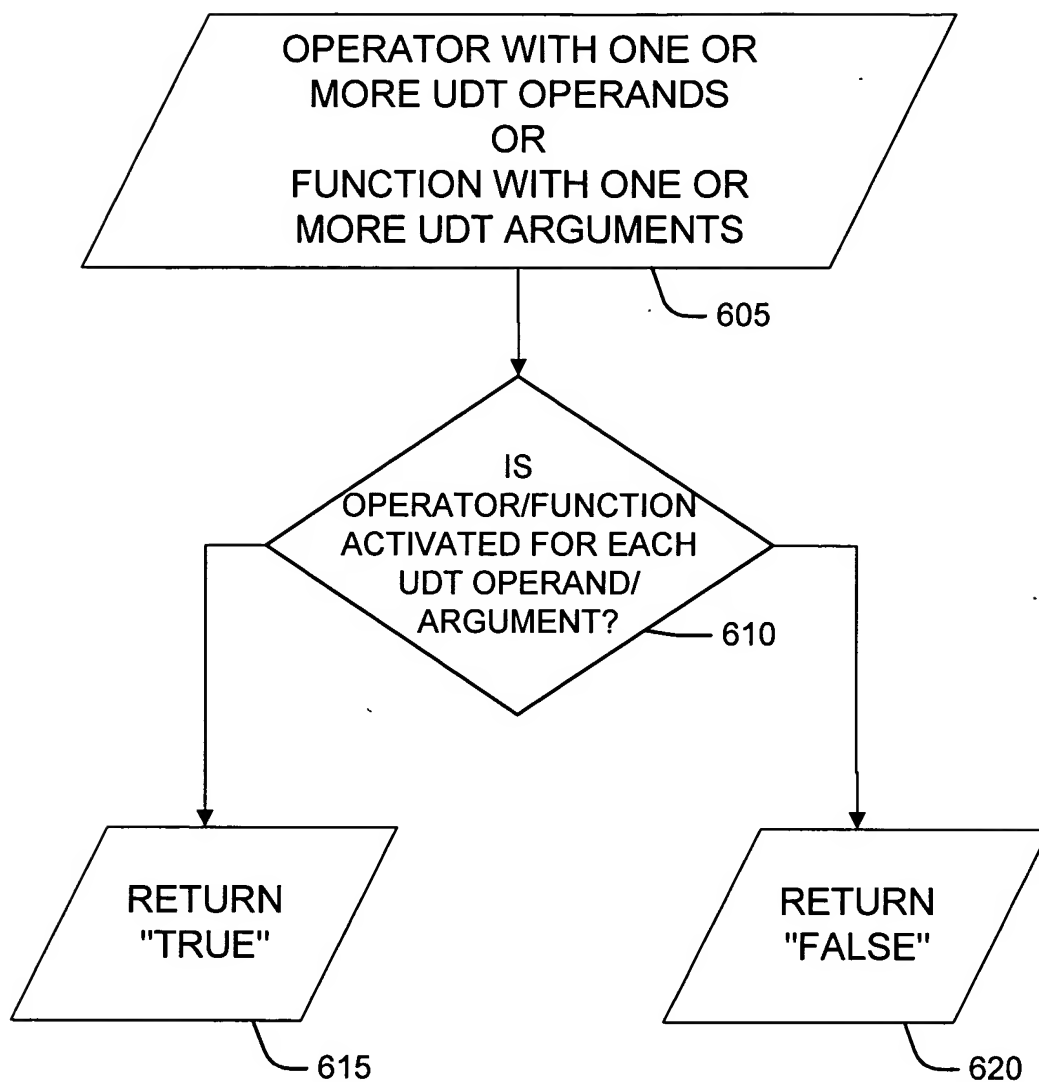 OPERATOR WITH ONE OR
MORE UDT OPERANDS
OR
FUNCTION WITH ONE OR
MORE UDT ARGUMENTS
605
IS
OPERATOR/FUNCTION
ACTIVATED FOR EACH
UDT OPERAND/
ARGUMENT?
610
RETURN
"TRUE"
615
RETURN
"FALSE"
620